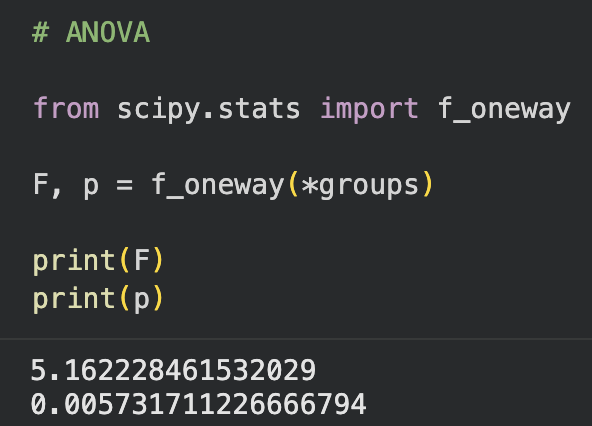 # ANOVA
from scipy.stats import f_oneway
F, p = f_oneway(*groups)
print(F)
print(p)
5.162228461532029
0.005731711226666794